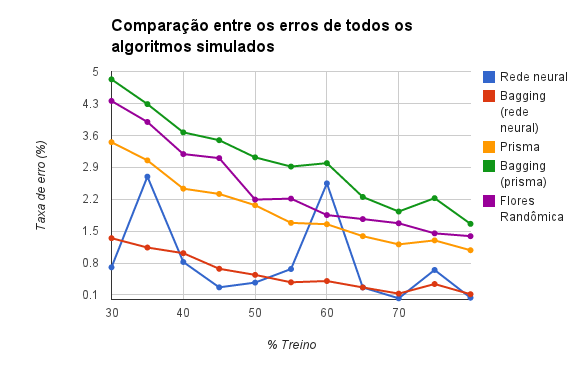 Comparação entre os erros de todos os
algoritmos simulados
5
4.3
3.6
2.9
2.2
1.5
0.8
0.1
Taxa de erro (%)
30
40
50
60
70
% Treino
Rede neural
Bagging
(rede
neural)
Prisma
Bagging
(prisma)
Flores
Randômica